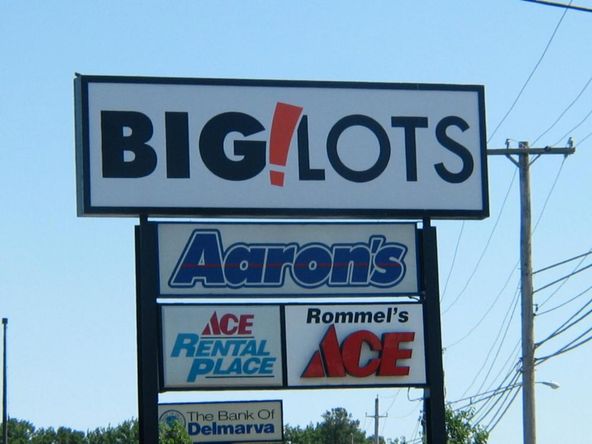 BIG!LOTS
Aaron's
ACE
RENTAL
PLACE
Rommel's
ACE
The Bank Of
Delmarva